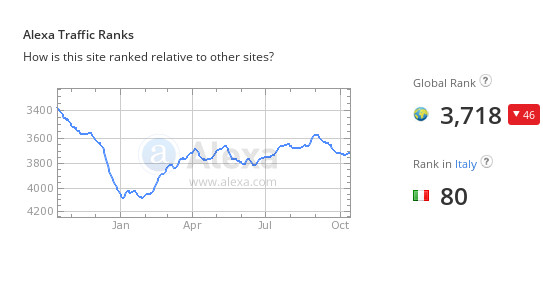 Alexa Traffic Ranks
How is this site ranked relative to other sites?
3400
3600
3800
4000
4200
Jan Apr Jul Oct
a Alexa
www.alexa.com
Global Rank ?
3,718 46
Rank in Italy ?
80